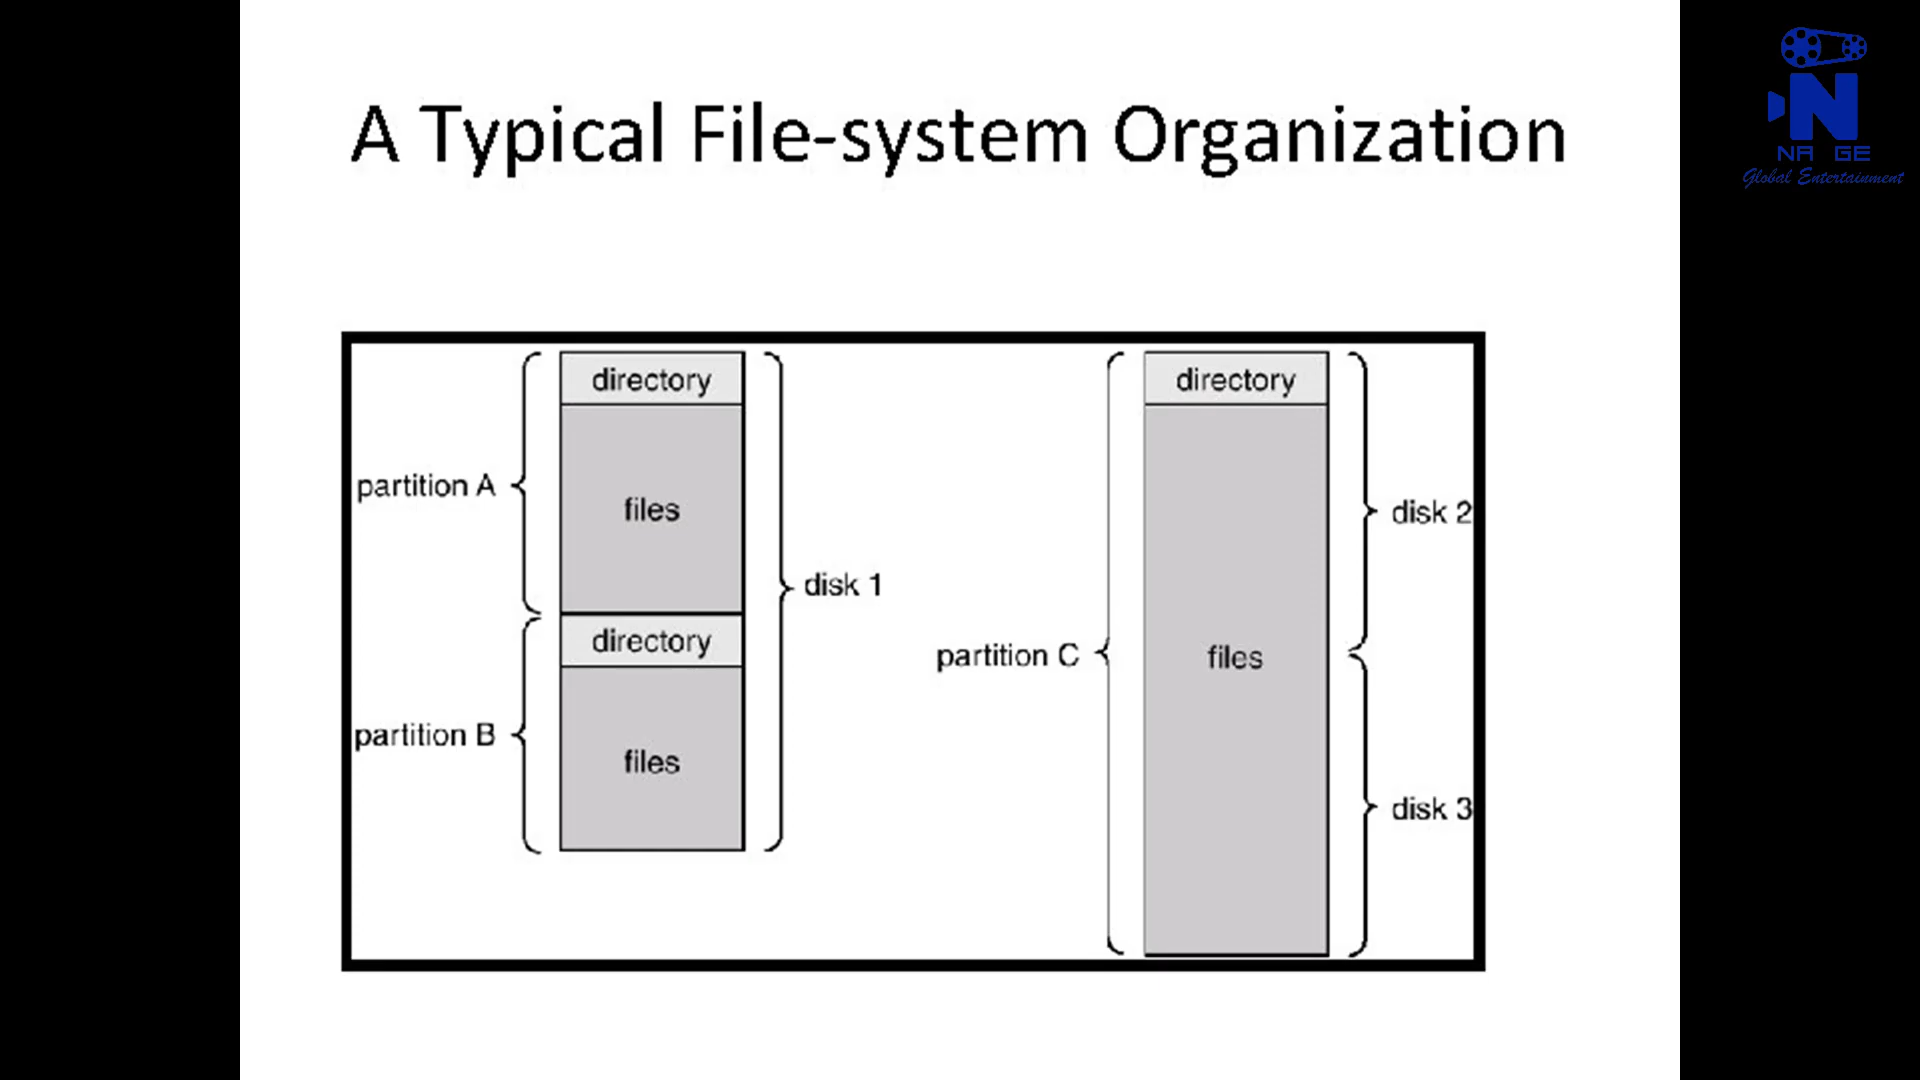 A Typical File-system Organization
N
NA GE
Global Entertainment
directory
files
partition A
directory
files
partition B
disk 1
directory
files
partition C
disk 2
disk 3